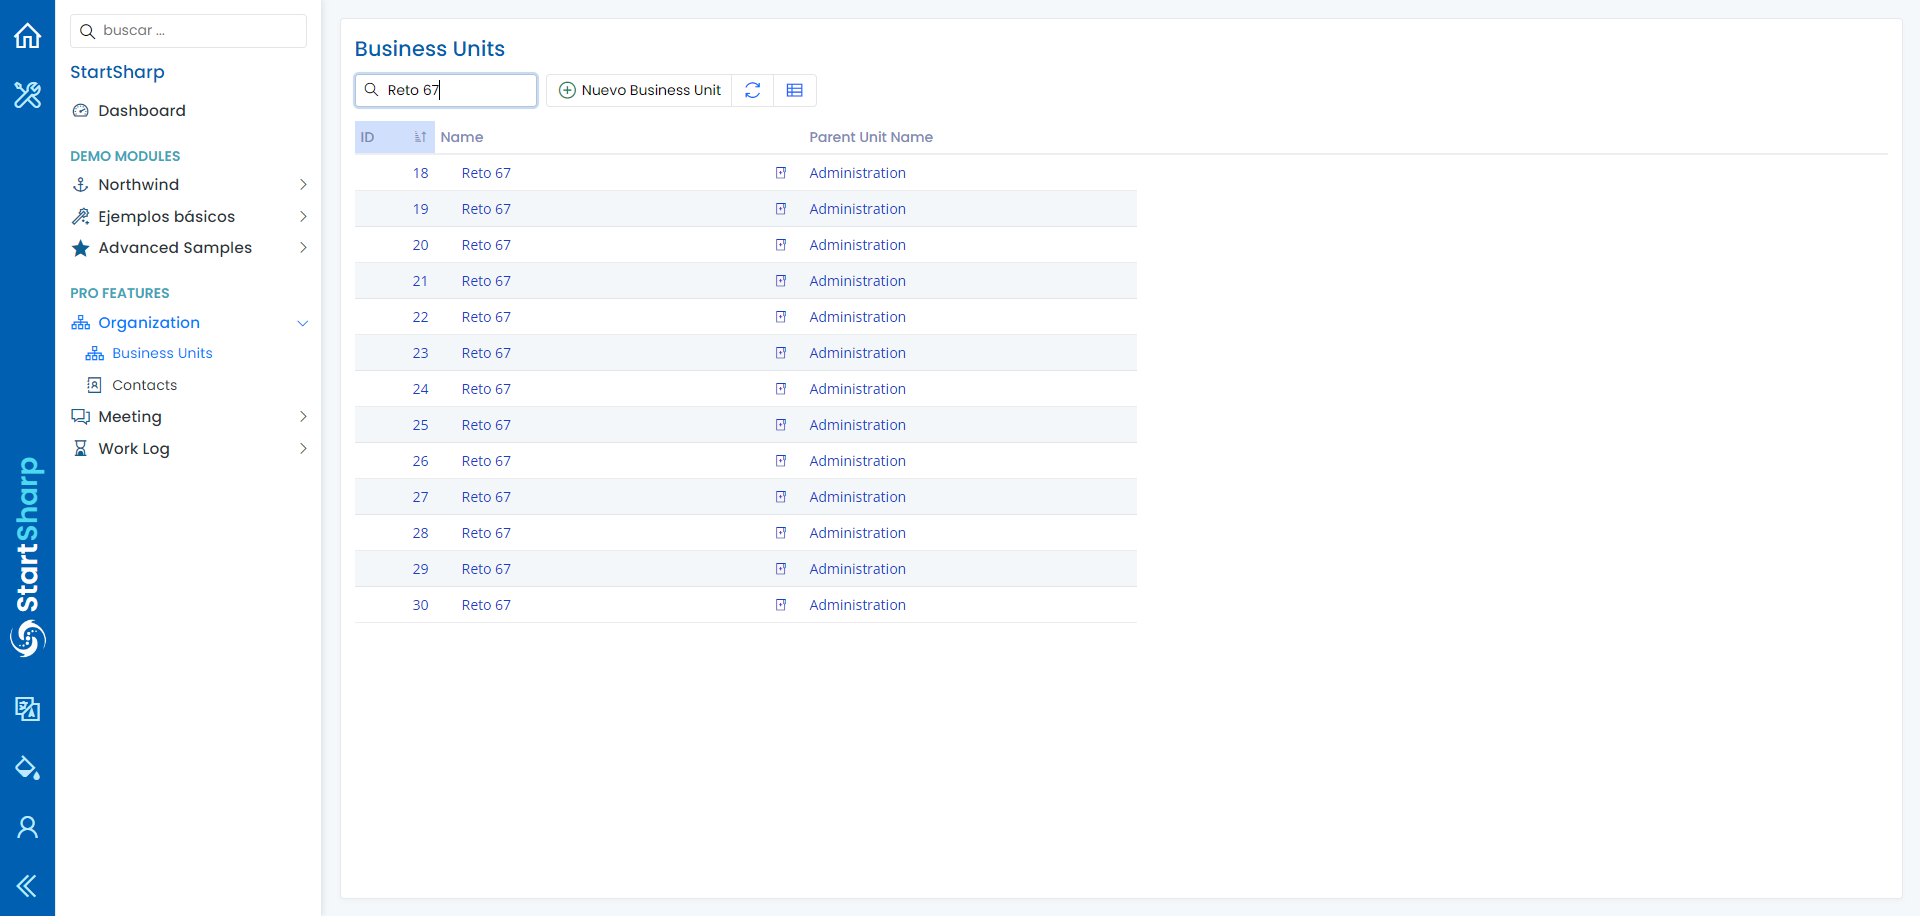 buscar ...
StartSharp
Dashboard
DEMO MODULES
Northwind
Ejemplos básicos
Advanced Samples
PRO FEATURES
Organization
Business Units
Contacts
Meeting
Work Log
StartSharp
Business Units
Reto 67
Nuevo Business Unit
ID Name Parent Unit Name
18 Reto 67 Administration
19 Reto 67 Administration
20 Reto 67 Administration
21 Reto 67 Administration
22 Reto 67 Administration
23 Reto 67 Administration
24 Reto 67 Administration
25 Reto 67 Administration
26 Reto 67 Administration
27 Reto 67 Administration
28 Reto 67 Administration
29 Reto 67 Administration
30 Reto 67 Administration